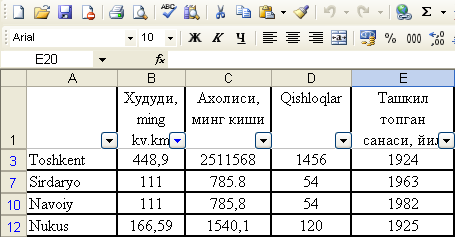 Arial 10 Ж К Ч % 000
E20 fx
A B C D E
1 Худуди, ming kv.km Ахолиси, минг киши Qishloqlar Ташкил топган санаси, йил
3 Toshkent 448,9 2511568 1456 1924
7 Sirdaryo 111 785.8 54 1963
10 Navoiy 111 785,8 54 1982
12 Nukus 166,59 1540,1 120 1925